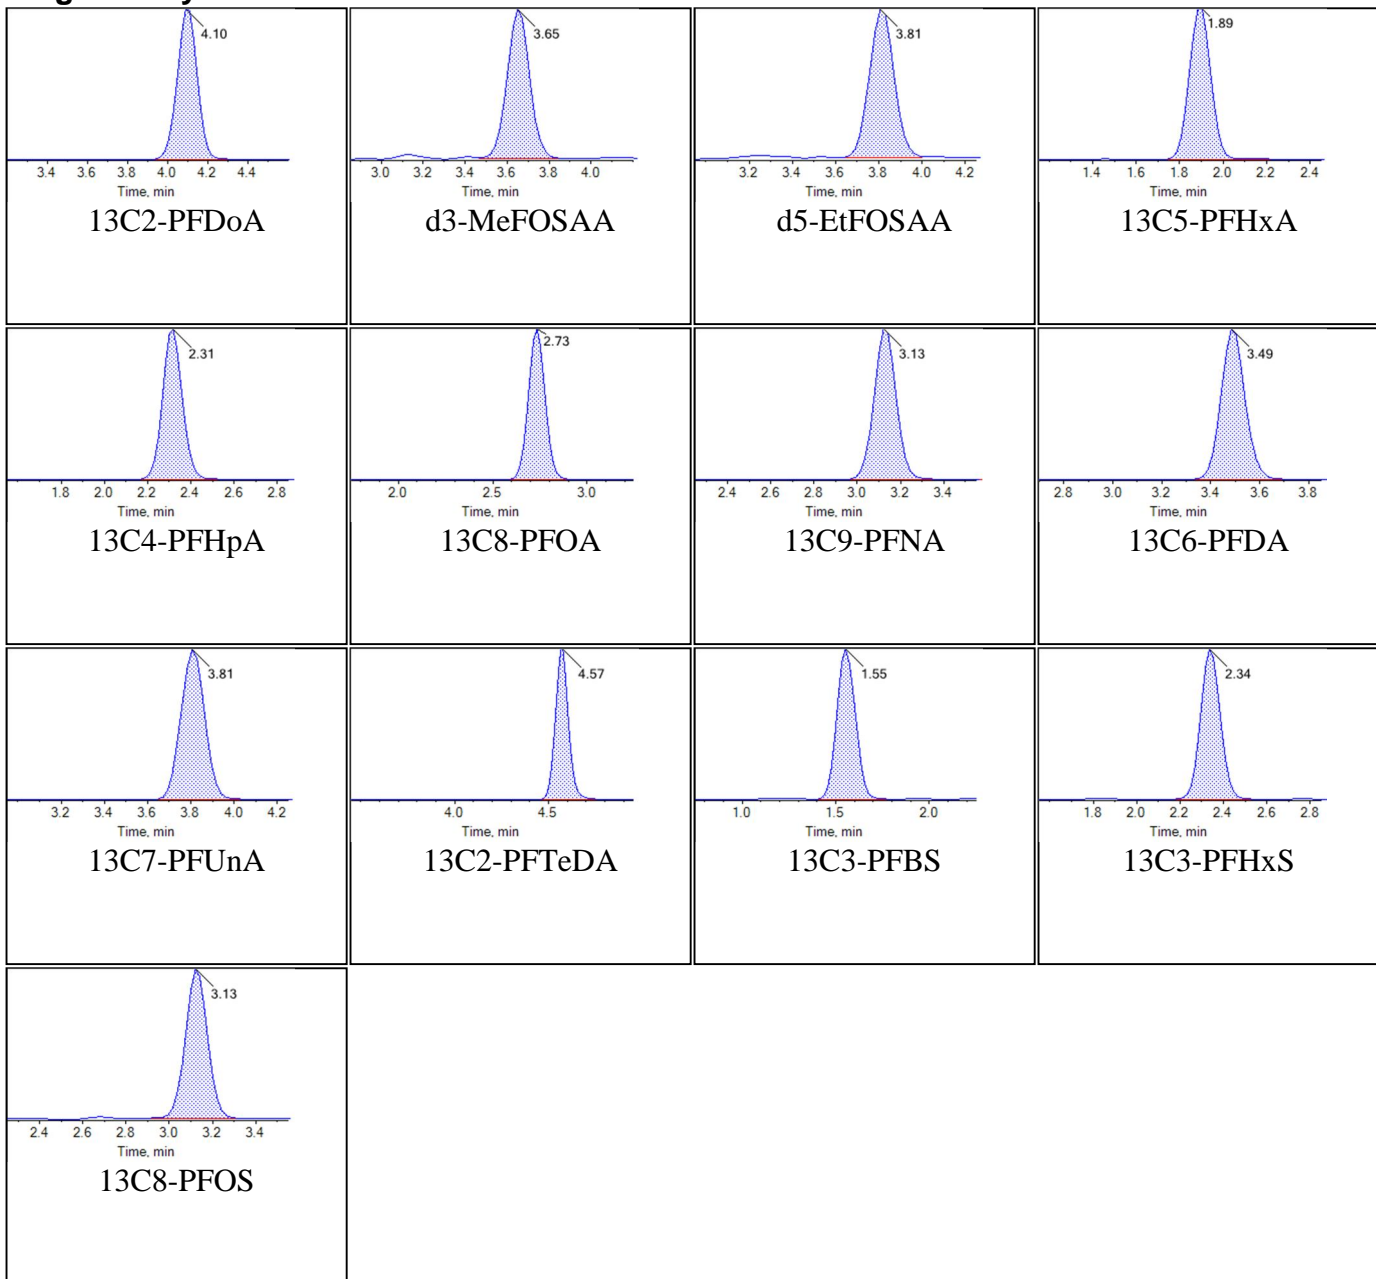 4.10
3.4 3.6 3.8 4.0 4.2 4.4
Time, min
13C2-PFDoA
3.65
3.0 3.2 3.4 3.6 3.8 4.0
Time, min
d3-MeFOSAA
3.81
3.2 3.4 3.6 3.8 4.0 4.2
Time, min
d5-EtFOSAA
1.89
1.4 1.6 1.8 2.0 2.2 2.4
Time, min
13C5-PFHxA
2.31
1.8 2.0 2.2 2.4 2.6 2.8
Time, min
13C4-PFHpA
2.73
2.0 2.5 3.0
Time, min
13C8-PFOA
3.13
2.4 2.6 2.8 3.0 3.2 3.4
Time, min
13C9-PFNA
3.49
2.8 3.0 3.2 3.4 3.6 3.8
Time, min
13C6-PFDA
3.81
3.2 3.4 3.6 3.8 4.0 4.2
Time, min
13C7-PFUnA
4.57
4.0 4.5
Time, min
13C2-PFTeDA
1.55
1.0 1.5 2.0
Time, min
13C3-PFBS
2.34
1.8 2.0 2.2 2.4 2.6 2.8
Time, min
13C3-PFHxS
3.13
2.4 2.6 2.8 3.0 3.2 3.4
Time, min
13C8-PFOS